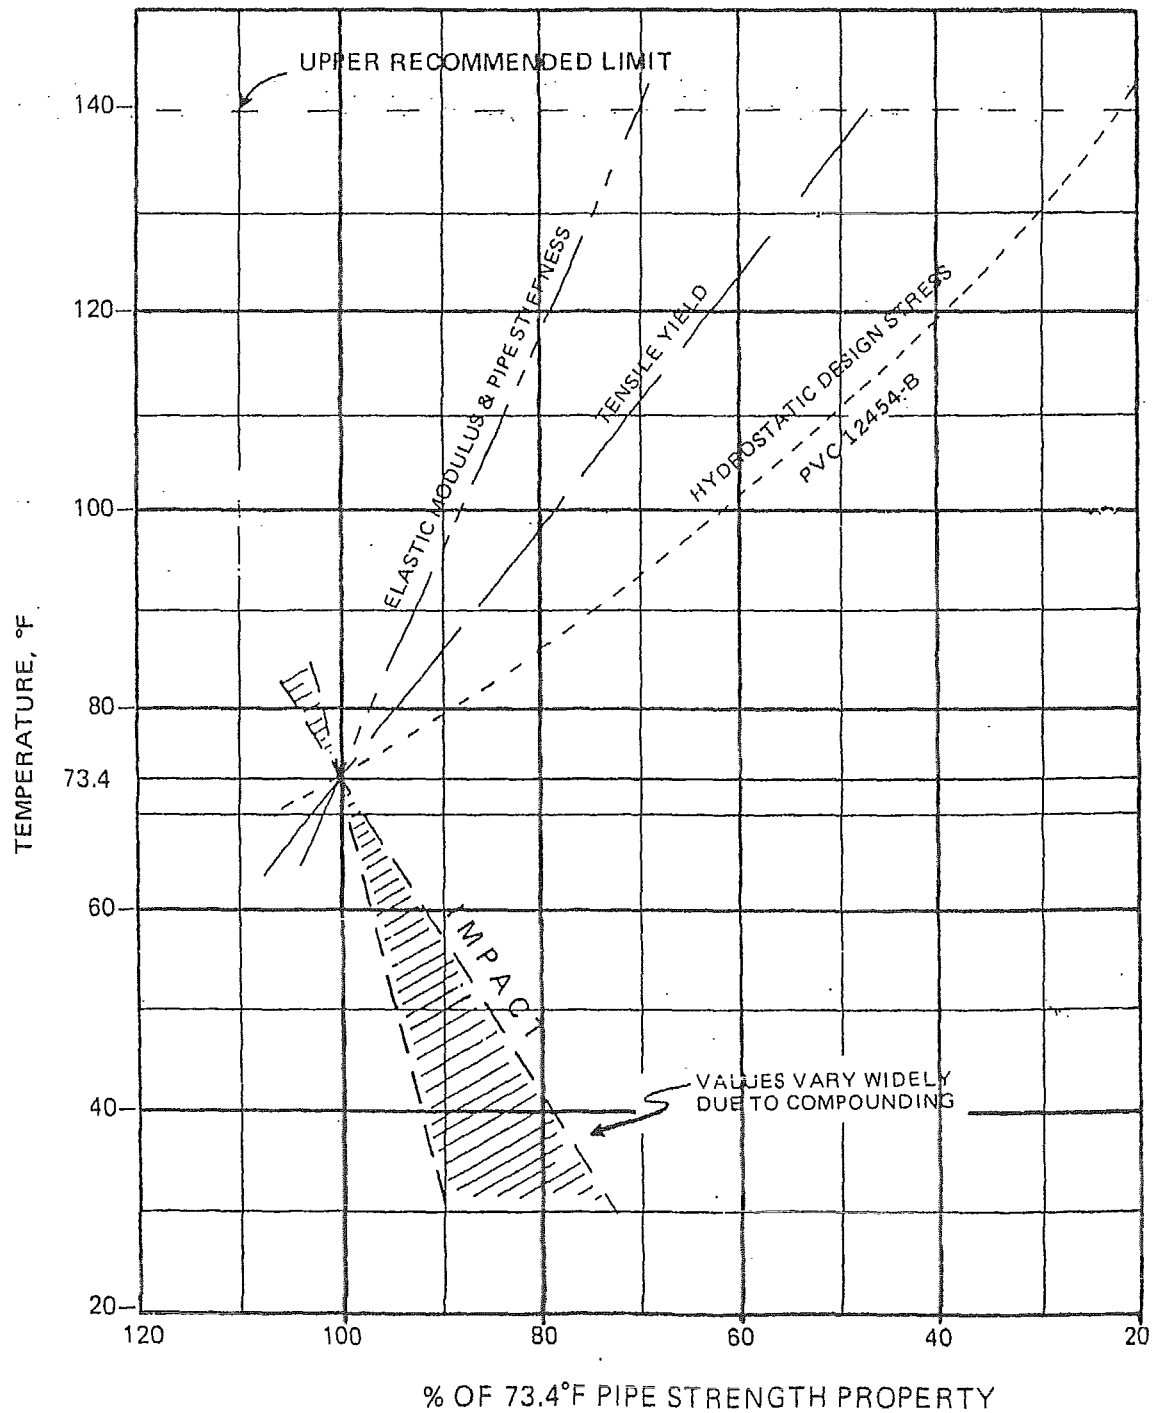 UPPER RECOMMENDED LIMIT
140
120
100
80
73.4
60
40
20
TEMPERATURE, °F
ELASTIC MODULUS & PIPE STIFFNESS
TENSILE YIELD
HYDROSTATIC DESIGN STRESS
PVC 12454-B
IMPACT
VALUES VARY WIDELY
DUE TO COMPOUNDING
120 100 80 60 40 20
% OF 73.4°F PIPE STRENGTH PROPERTY